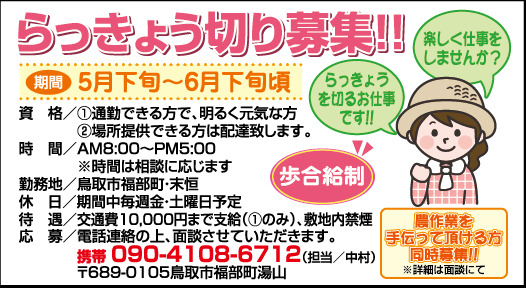 らっきょう切り募集!!
期間 5月下旬〜6月下旬頃
楽しく仕事を
しませんか?
らっきょう
を切るお仕事
です!!
資 格/①通勤できる方で、明るく元気な方
②場所提供できる方は配達致します。
時 間/AM8:00〜PM5:00
※時間は相談に応じます
歩合給制
勤務地/鳥取市福部町・末恒
休 日/期間中毎週金・土曜日予定
待 遇/交通費10,000円まで支給(①のみ)、敷地内禁煙
応 募/電話連絡の上、面談させていただきます。
携帯 090-4108-6712(担当/中村)
〒689-0105鳥取市福部町湯山
農作業を
手伝って頂ける方
同時募集!!
※詳細は面談にて